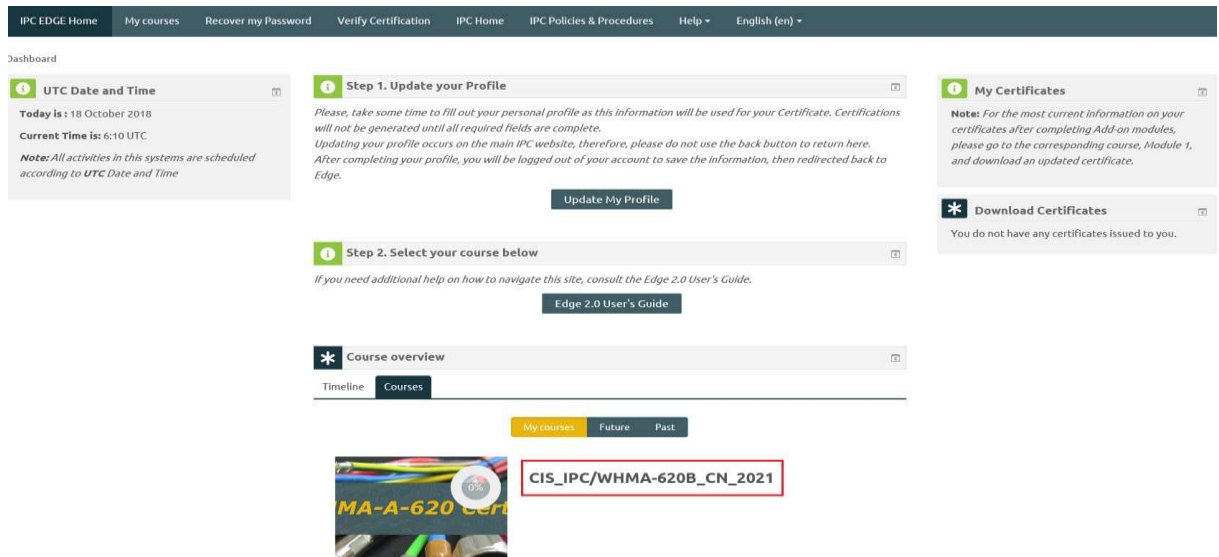 IPC EDGE Home My courses Recover my Password Verify Certification IPC Home IPC Policies & Procedures Help English (en)
Dashboard
UTC Date and Time
Today is : 18 October 2018
Current Time is: 6:10 UTC
Note: All activities in this systems are scheduled
according to UTC Date and Time
Step 1. Update your Profile
Please, take some time to fill out your personal profile as this information will be used for your Certificate. Certifications
will not be generated until all required fields are complete.
Updating your profile occurs on the main IPC website, therefore, please do not use the back button to return here.
After completing your profile, you will be logged out of your account to save the information, then redirected back to
Edge.
Update My Profile
Step 2. Select your course below
If you need additional help on how to navigate this site, consult the Edge 2.0 User's Guide.
Edge 2.0 User's Guide
Course overview
Timeline Courses
My courses Future Past
0%
MA-A-620 Cert
CIS_IPC/WHMA-620B_CN_2021
My Certificates
Note: For the most current information on your
certificates after completing Add-on modules,
please go to the corresponding course, Module 1,
and download an updated certificate.
Download Certificates
You do not have any certificates issued to you.